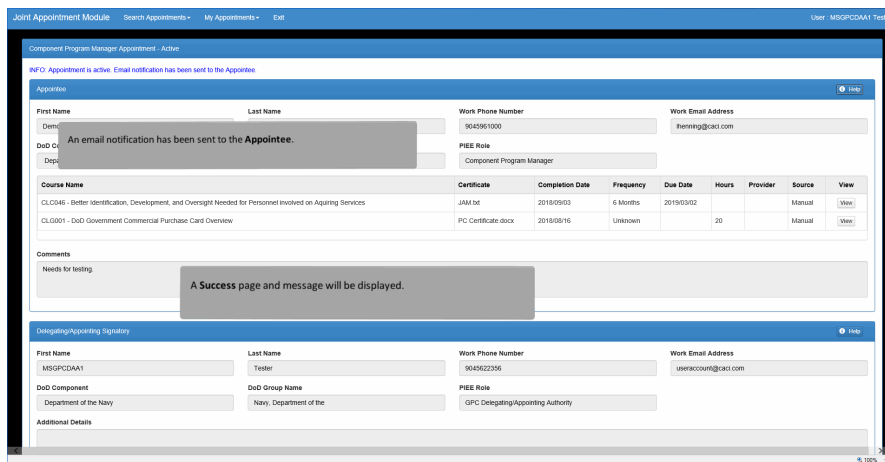 Joint Appointment Module Search Appointments My Appointments Exit User : MSGPCDAA1 Test
Component Program Manager Appointment - Active
INFO: Appointment is active. Email notification has been sent to the Appointee.
Appointee Help
First Name Last Name Work Phone Number Work Email Address
Demo 9045961000 lhenning@caci.com
An email notification has been sent to the Appointee.
DoD Co PIEE Role
Depa Component Program Manager
Course Name Certificate Completion Date Frequency Due Date Hours Provider Source View
CLC046 - Better Identification, Development, and Oversight Needed for Personnel involved on Aquiring Services JAM.txt 2018/09/03 6 Months 2019/03/02 Manual View
CLG001 - DoD Government Commercial Purchase Card Overview PC Certificate.docx 2018/08/16 Unknown 20 Manual View
Comments
Needs for testing.
A Success page and message will be displayed.
Delegating/Appointing Signatory Help
First Name Last Name Work Phone Number Work Email Address
MSGPCDAA1 Tester 9045622356 useraccount@caci.com
DoD Component DoD Group Name PIEE Role
Department of the Navy Navy, Department of the GPC Delegating/Appointing Authority
Additional Details
100%